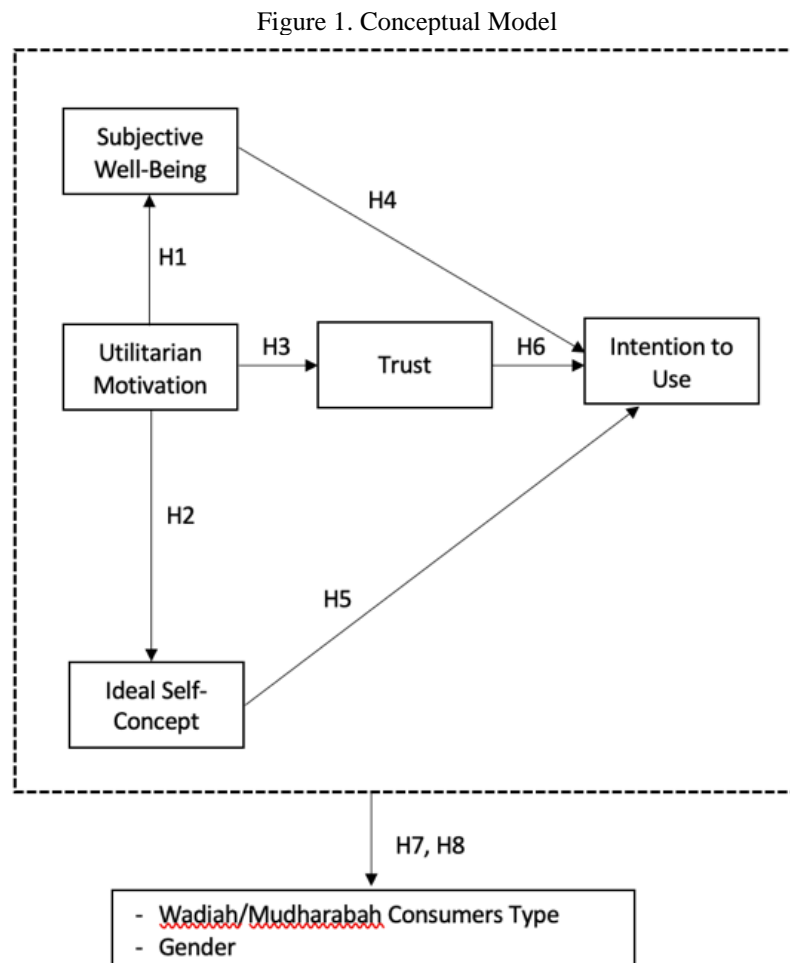 Figure 1. Conceptual Model
Subjective
Well-Being
H4
H1
Utilitarian
Motivation
H3
Trust
H6
Intention to
Use
H2
H5
Ideal Self-
Concept
H7, H8
- Wadiah/Mudharabah Consumers Type
- Gender